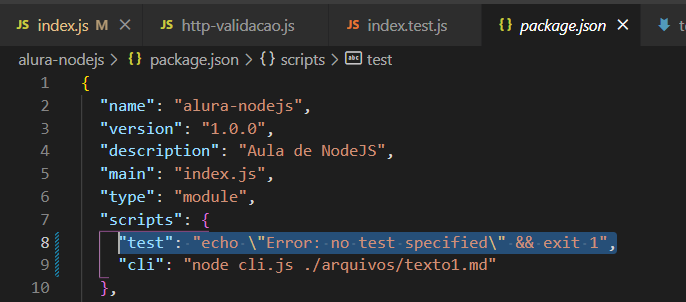 index.js M http-validacao.js index.test.js package.json
alura-nodejs > package.json > scripts > test
1 {
2 "name": "alura-nodejs",
3 "version": "1.0.0",
4 "description": "Aula de NodeJS",
5 "main": "index.js",
6 "type": "module",
7 "scripts": {
8 "test": "echo \"Error: no test specified\" && exit 1",
9 "cli": "node cli.js ./arquivos/texto1.md"
10 },